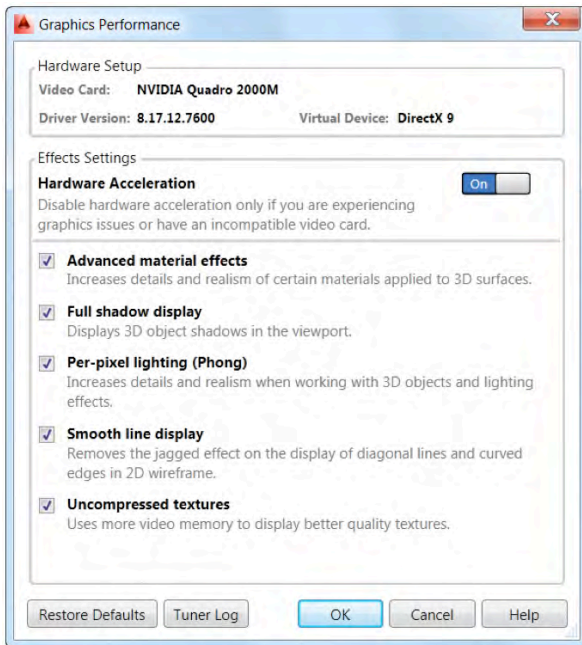 Graphics Performance
Hardware Setup
Video Card: NVIDIA Quadro 2000M
Driver Version: 8.17.12.7600 Virtual Device: DirectX 9
Effects Settings
Hardware Acceleration On
Disable hardware acceleration only if you are experiencing
graphics issues or have an incompatible video card.
Advanced material effects
Increases details and realism of certain materials applied to 3D surfaces.
Full shadow display
Displays 3D object shadows in the viewport.
Per-pixel lighting (Phong)
Increases details and realism when working with 3D objects and lighting
effects.
Smooth line display
Removes the jagged effect on the display of diagonal lines and curved
edges in 2D wireframe.
Uncompressed textures
Uses more video memory to display better quality textures.
Restore Defaults Tuner Log OK Cancel Help